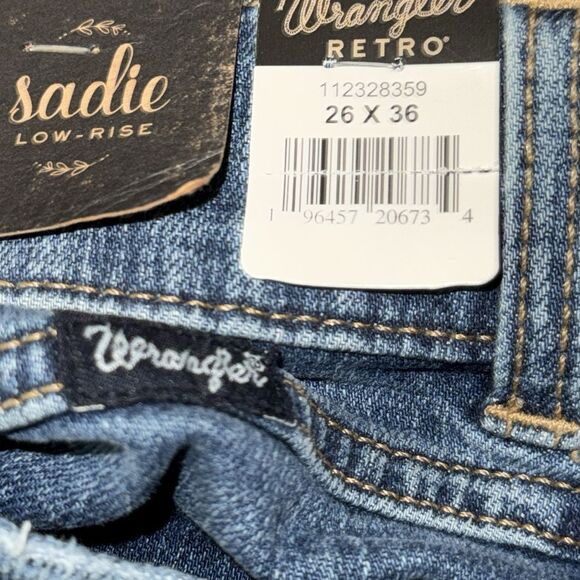 sadie
LOW-RISE
Wrangler
RETRO®
112328359
26 X 36
1 96457 20673 4
Wrangler